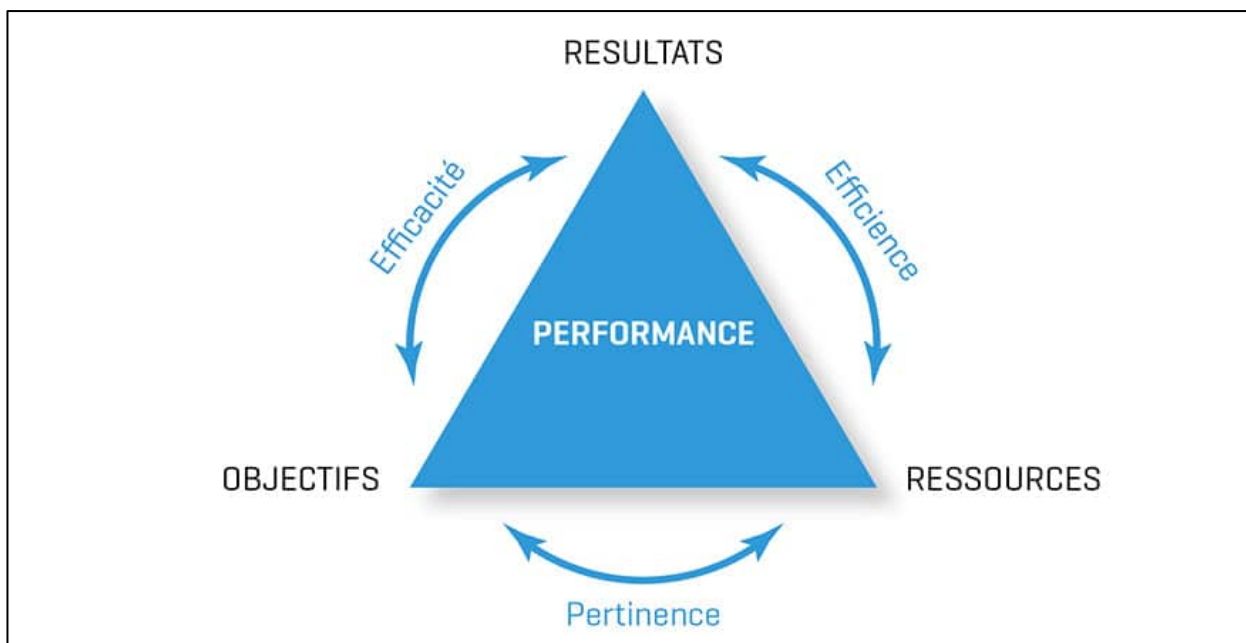 RESULTATS
Efficacité
Efficience
PERFORMANCE
OBJECTIFS
RESSOURCES
Pertinence